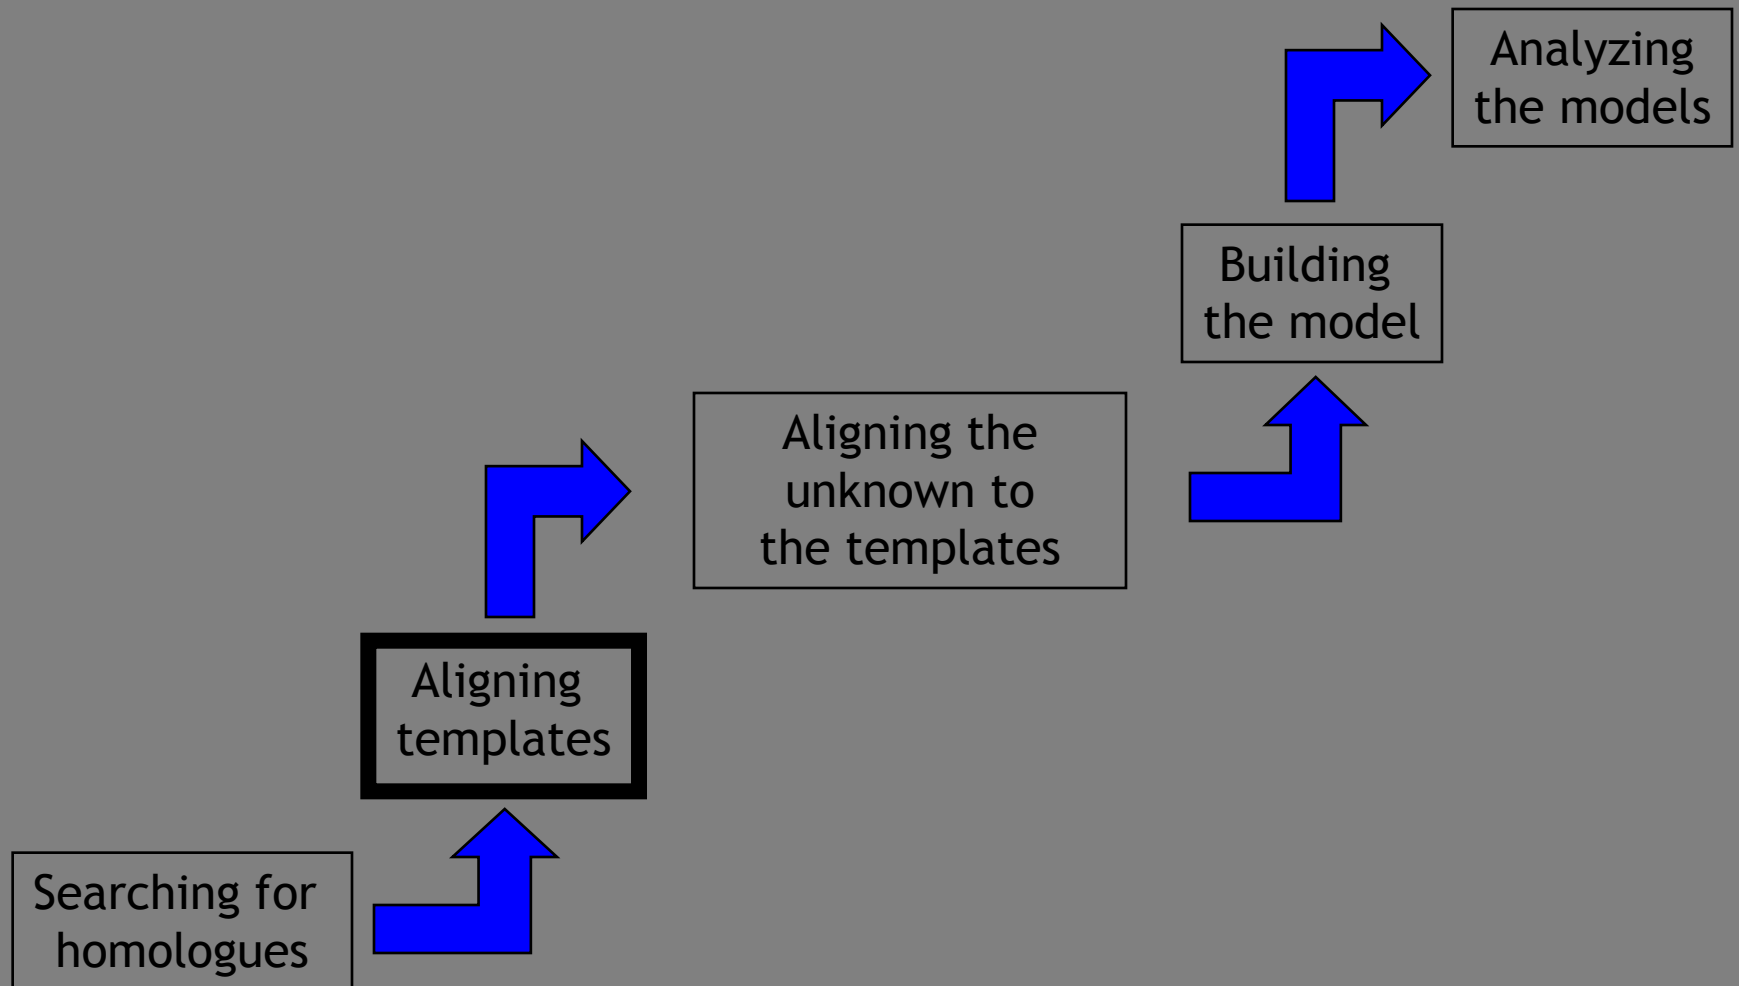 Analyzing
the models
Building
the model
Aligning the
unknown to
the templates
Aligning
templates
Searching for
homologues